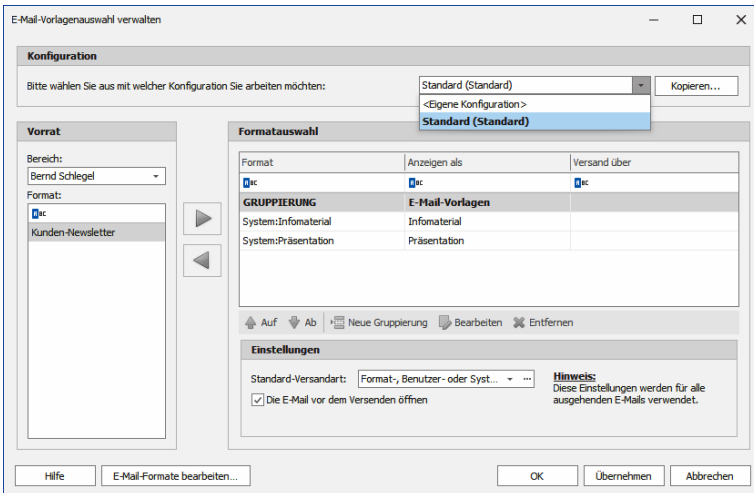 E-Mail-Vorlagenauswahl verwalten
Konfiguration
Bitte wählen Sie aus mit welcher Konfiguration Sie arbeiten möchten:
Standard (Standard)
Kopieren...
<Eigene Konfiguration>
Standard (Standard)
Vorrat
Bereich:
Bernd Schlegel
Format:
ABC
Kunden-Newsletter
Formatauswahl
Format Anzeigen als Versand über
ABC ABC ABC
GRUPPIERUNG E-Mail-Vorlagen
System:Infomaterial Infomaterial
System:Präsentation Präsentation
Auf Ab Neue Gruppierung Bearbeiten Entfernen
Einstellungen
Standard-Versandart: Format-, Benutzer- oder Syst... ...
Die E-Mail vor dem Versenden öffnen
Hinweis:
Diese Einstellungen werden für alle
ausgehenden E-Mails verwendet.
Hilfe E-Mail-Formate bearbeiten... OK Übernehmen Abbrechen